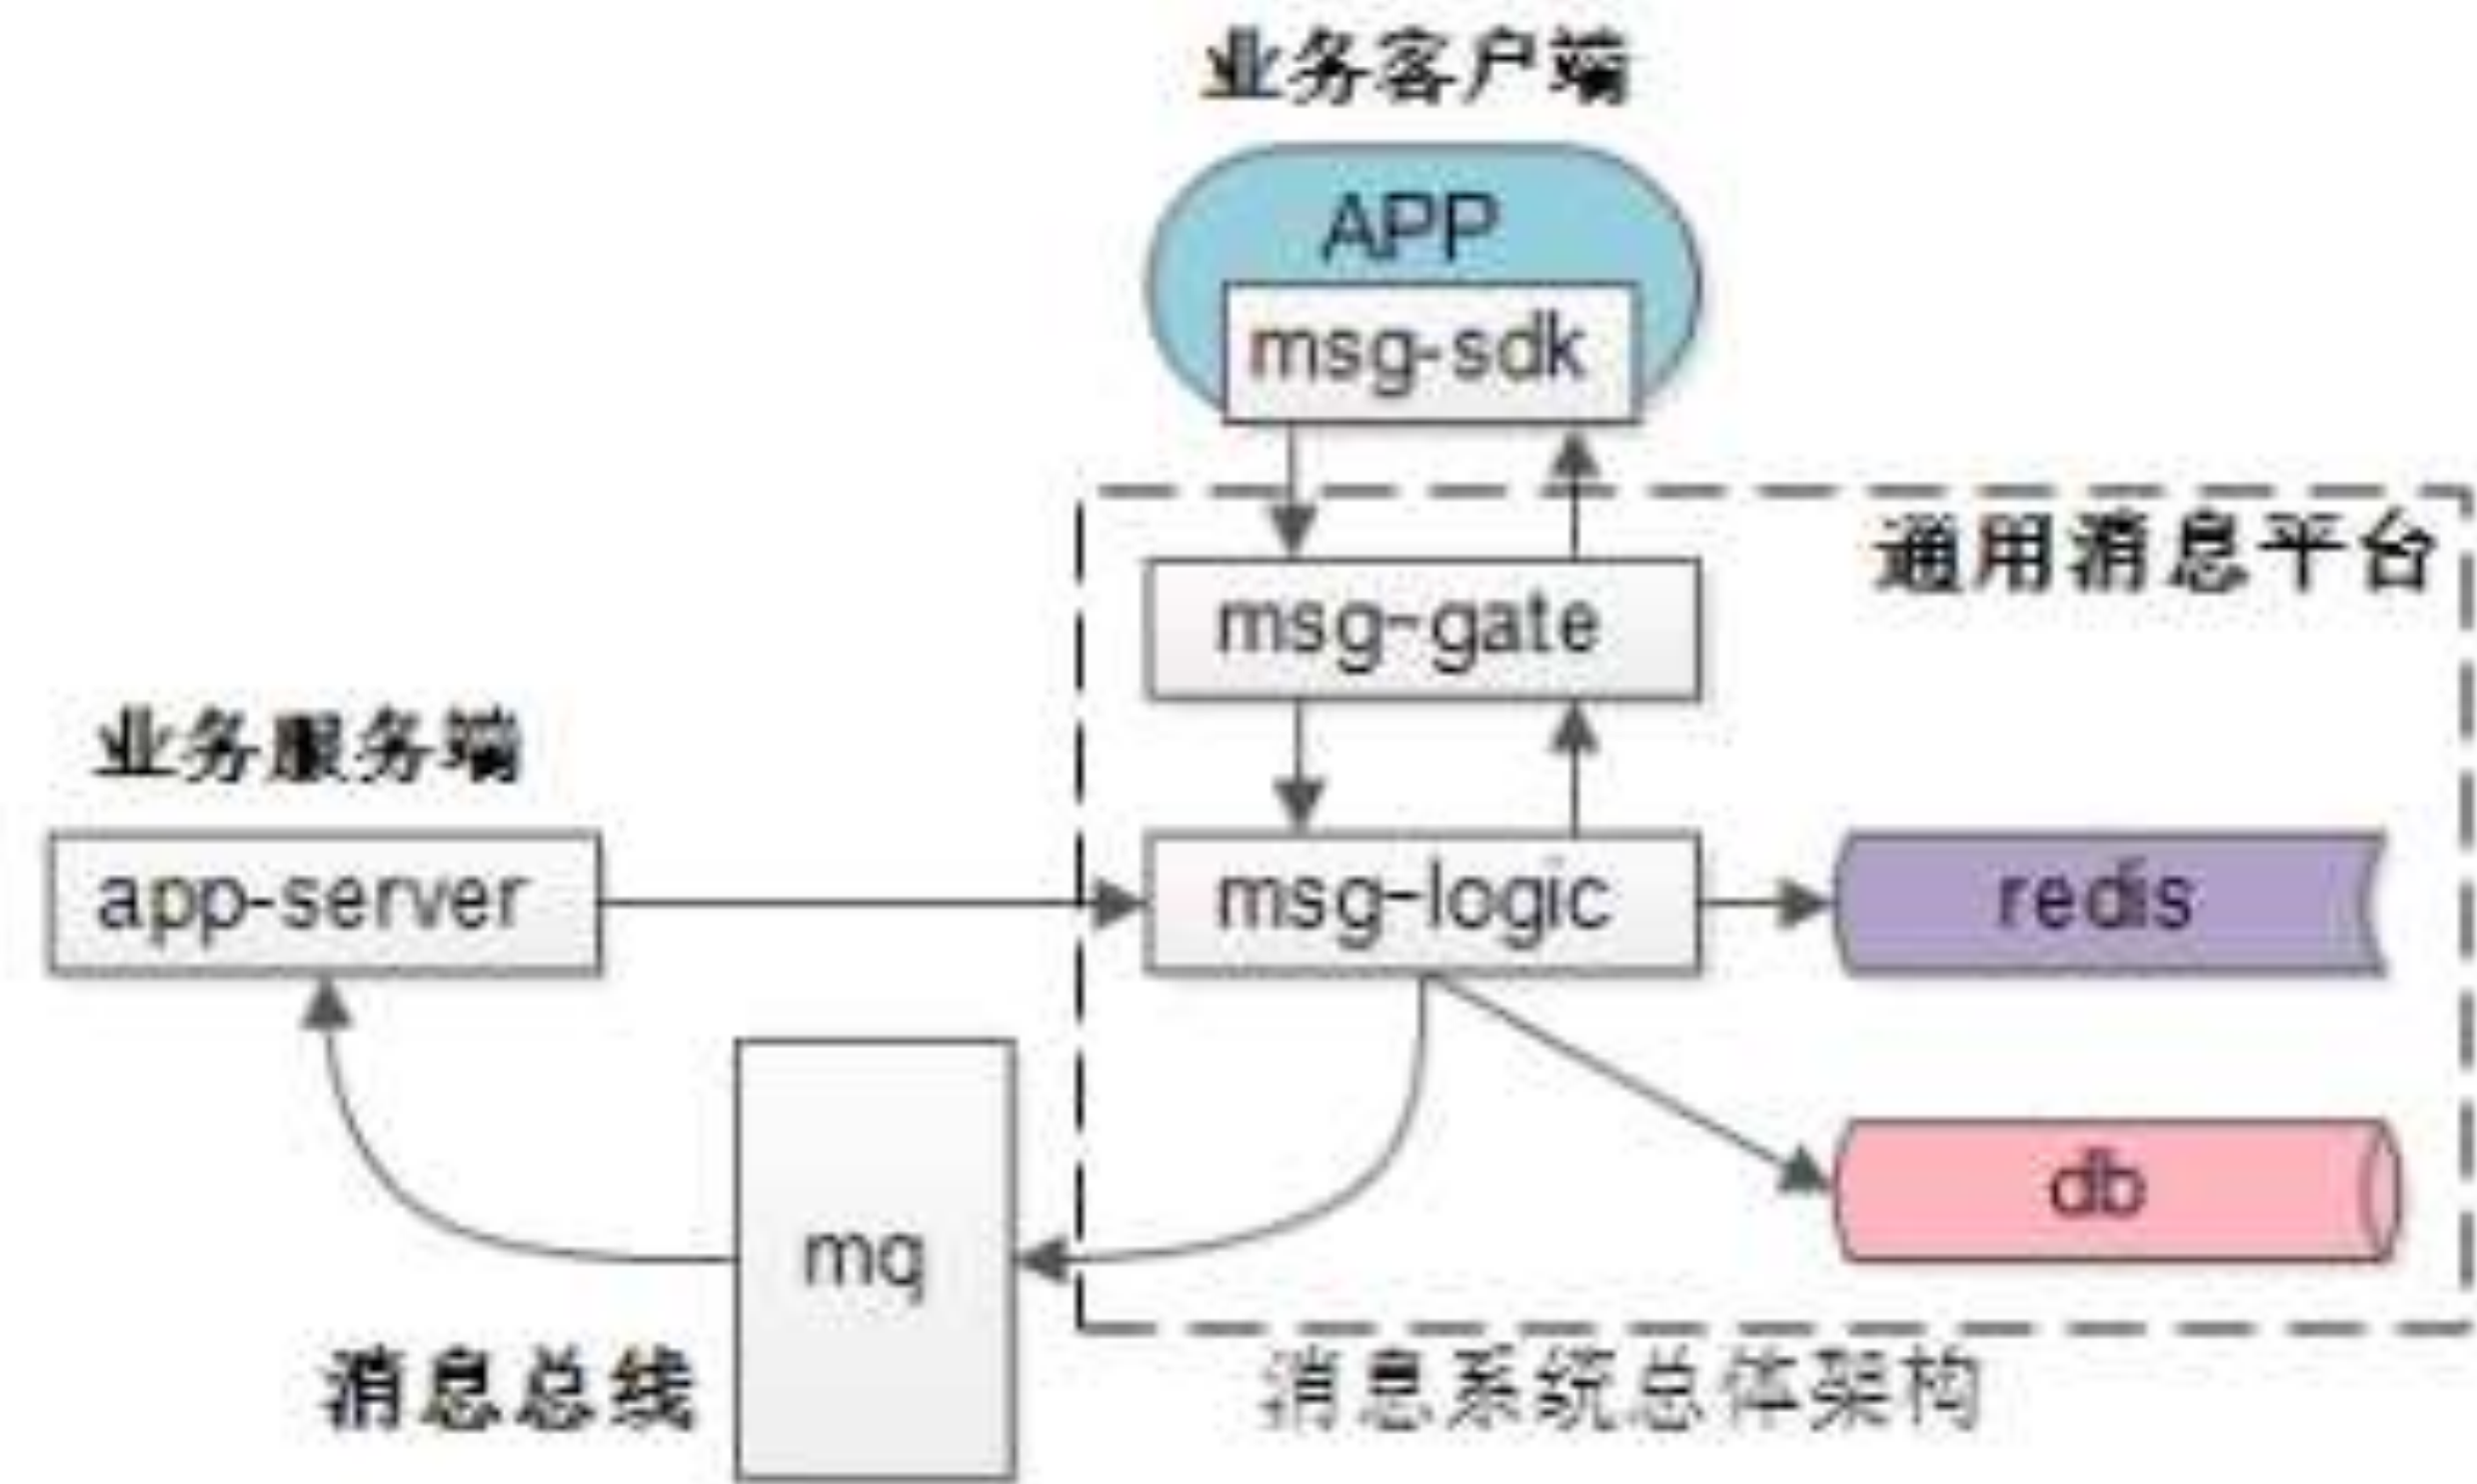 业务客户端
APP
msg-sdk
通用消息平台
msg-gate
业务服务端
app-server
msg-logic
redis
mq
db
消息总线
消息系统总体架构